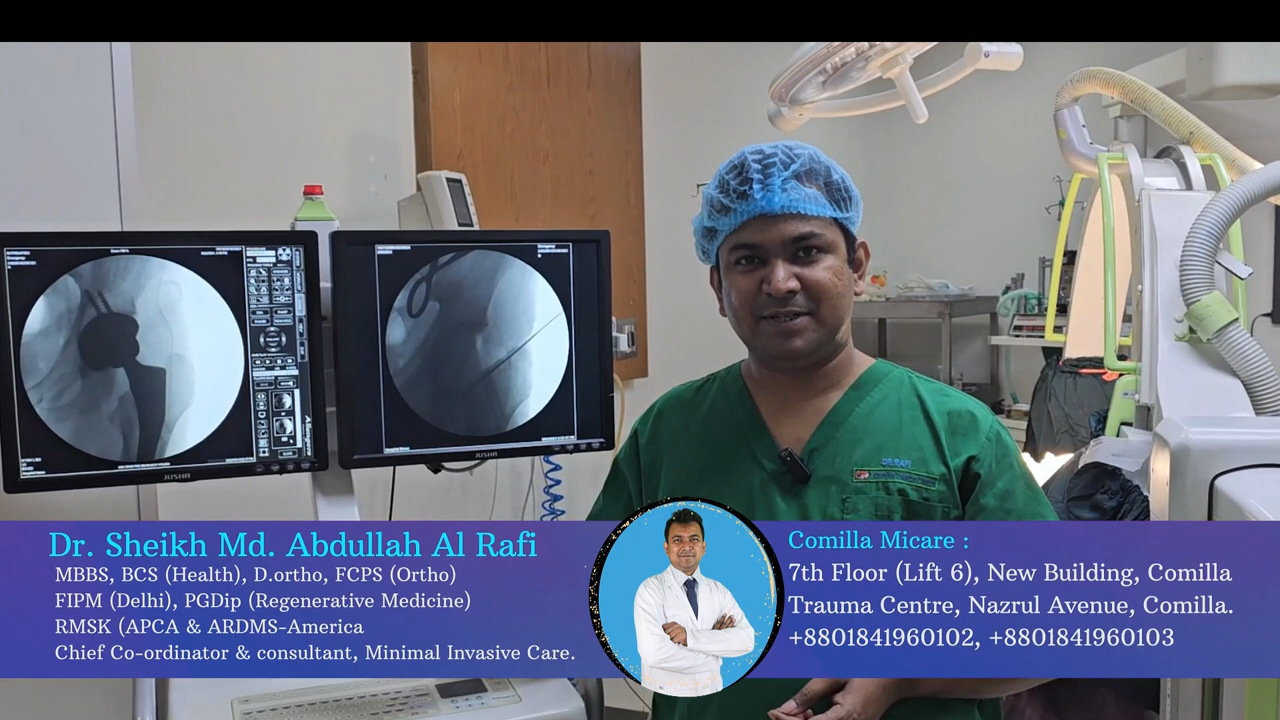 JUSHA
JUSHA
DR.RAFI
Dr. Sheikh Md. Abdullah Al Rafi
MBBS, BCS (Health), D.ortho, FCPS (Ortho)
FIPM (Delhi), PGDip (Regenerative Medicine)
RMSK (APCA & ARDMS-America
Chief Co-ordinator & consultant, Minimal Invasive Care.
Comilla Micare :
7th Floor (Lift 6), New Building, Comilla
Trauma Centre, Nazrul Avenue, Comilla.
+8801841960102, +8801841960103